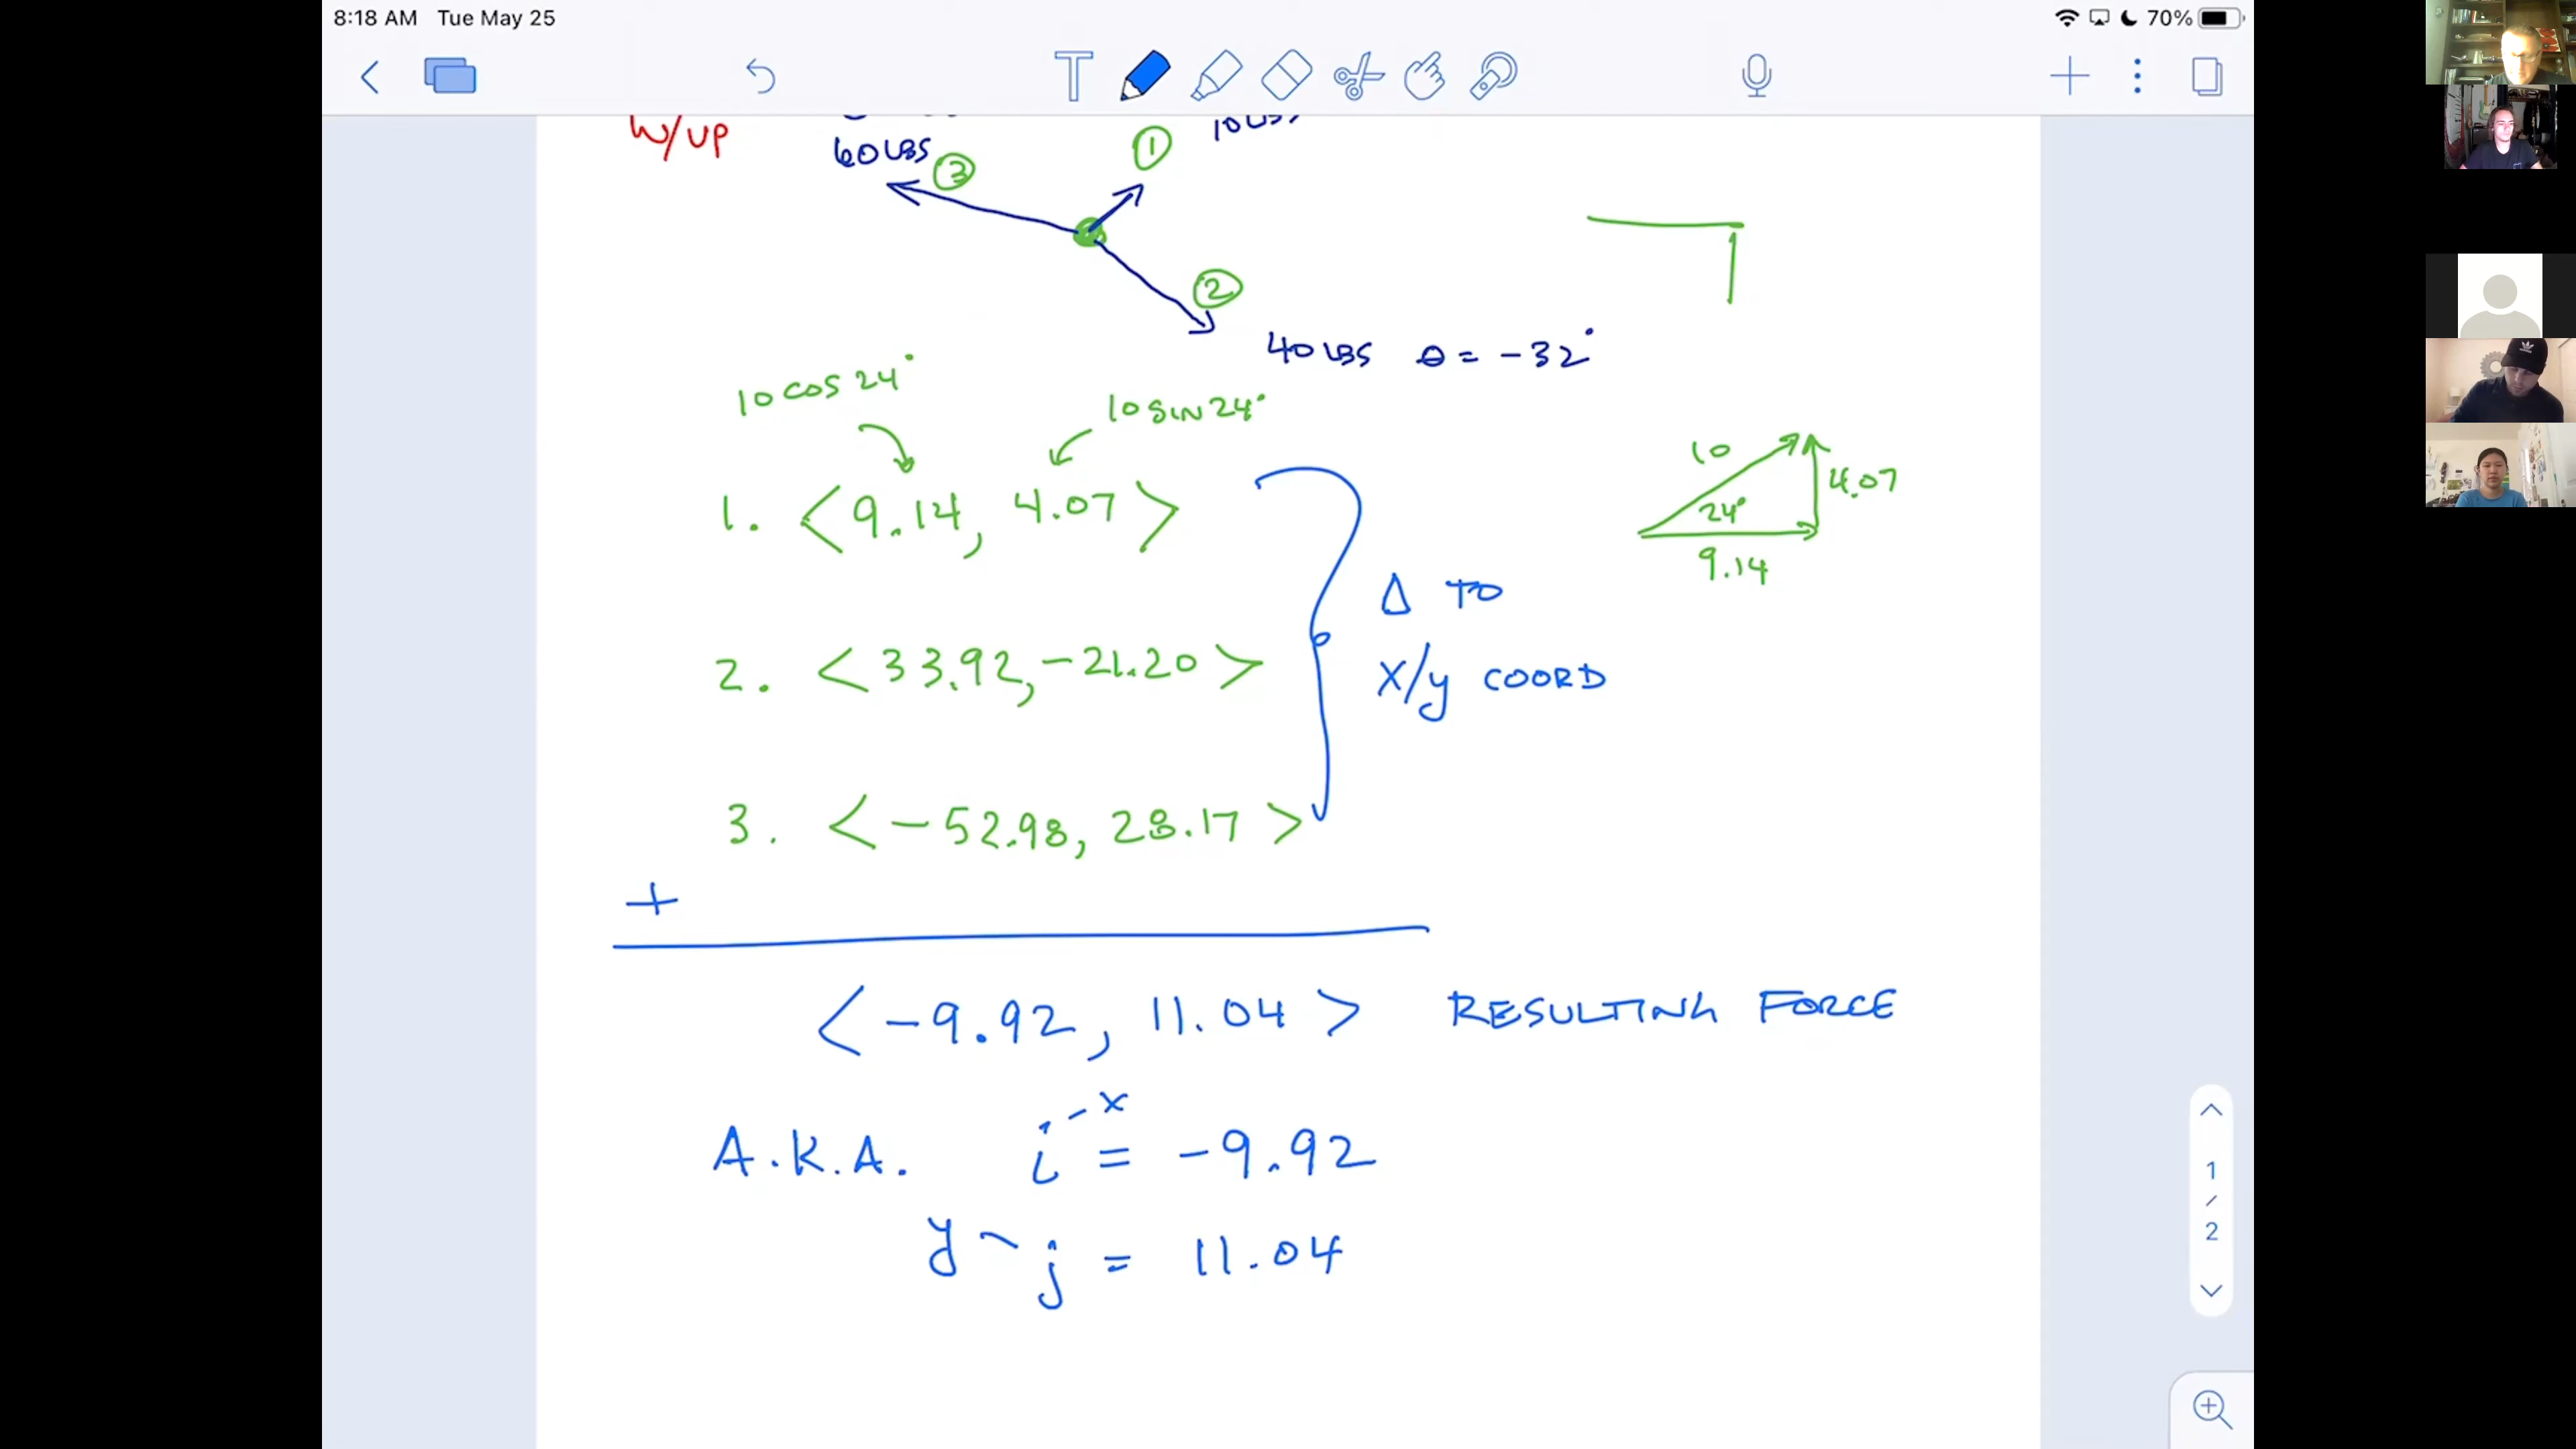 8:18 AM Tue May 25
70%
W/UP
60 LBS
③
①
10 LBS
②
40 LBS θ = -32°
10 cos 24°
10 SIN 24°
10
4.07
24°
9.14
1. <9.14, 4.07>
Δ TO
X/y COORD
2. <33.92, -21.20>
3. <-52.98, 28.17>
+
<-9.92, 11.04> RESULTING FORCE
- x
A.K.A. i = -9.92
y ~ j = 11.04
1
/
2